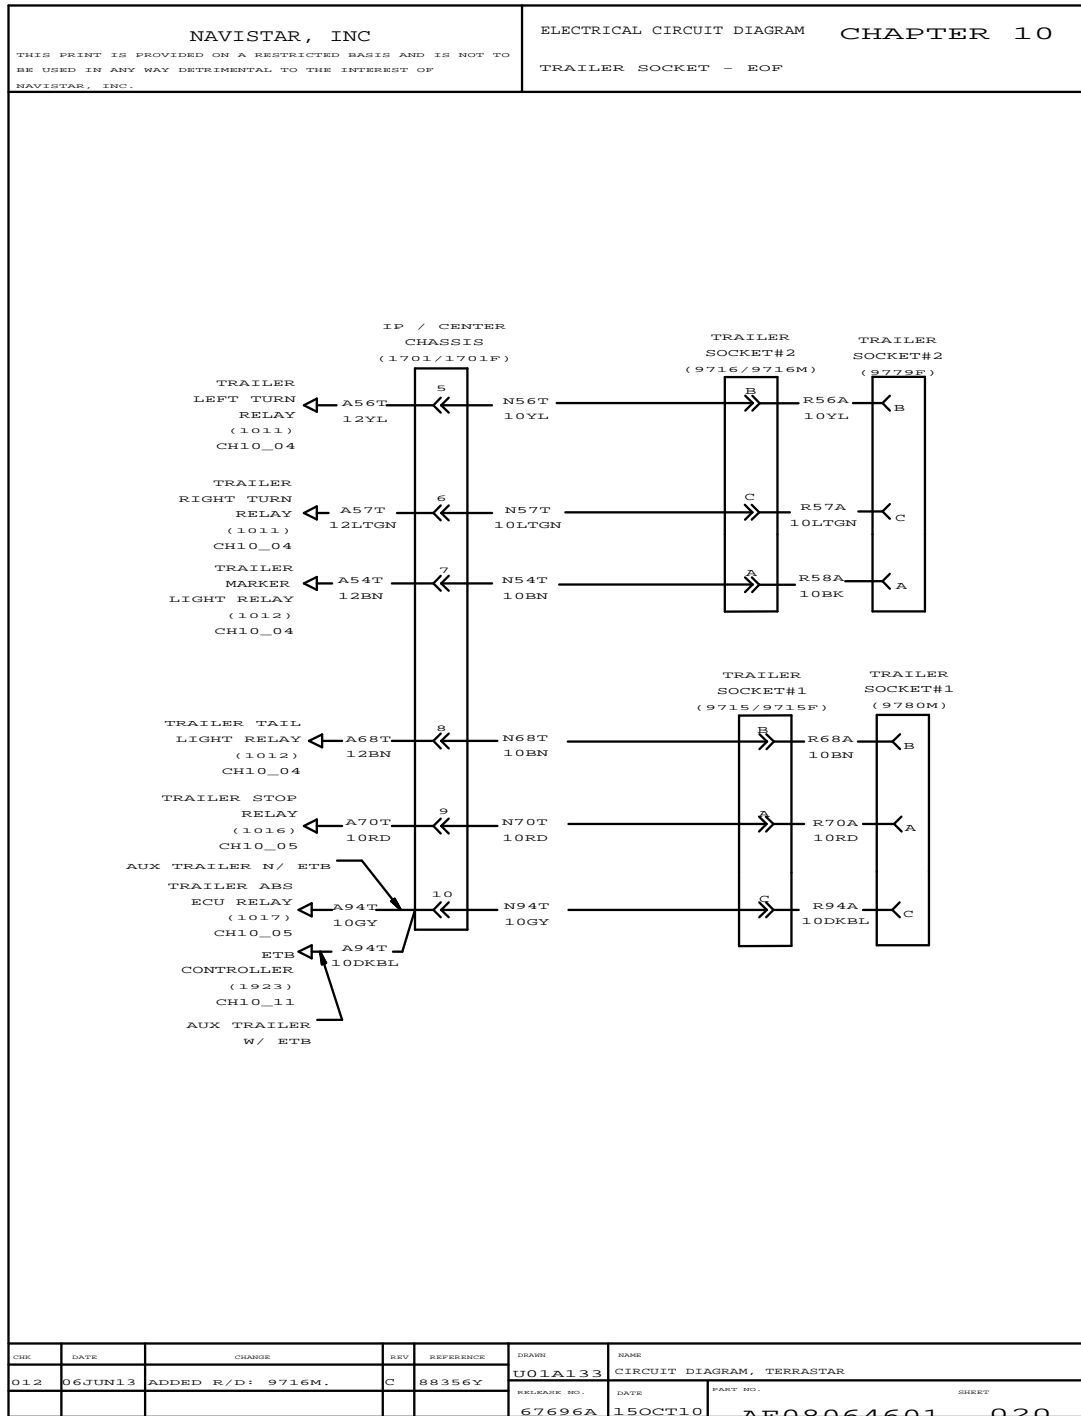 NAVISTAR, INC
THIS PRINT IS PROVIDED ON A RESTRICTED BASIS AND IS NOT TO
BE USED IN ANY WAY DETRIMENTAL TO THE INTEREST OF
NAVISTAR, INC.
ELECTRICAL CIRCUIT DIAGRAM
CHAPTER 10
TRAILER SOCKET - EOF
IP / CENTER
CHASSIS
(1701/1701F)
TRAILER
SOCKET#2
(9716/9716M)
TRAILER
SOCKET#2
(9779F)
TRAILER
LEFT TURN
RELAY
(1011)
CH10_04
A56T
12YL
5
N56T
10YL
B
R56A
10YL
B
TRAILER
RIGHT TURN
RELAY
(1011)
CH10_04
A57T
12LTGN
6
N57T
10LTGN
C
R57A
10LTGN
C
TRAILER
MARKER
LIGHT RELAY
(1012)
CH10_04
A54T
12BN
7
N54T
10BN
A
R58A
10BK
A
TRAILER
SOCKET#1
(9715/9715F)
TRAILER
SOCKET#1
(9780M)
TRAILER TAIL
LIGHT RELAY
(1012)
CH10_04
A68T
12BN
8
N68T
10BN
B
R68A
10BN
B
TRAILER STOP
RELAY
(1016)
CH10_05
A70T
10RD
9
N70T
10RD
A
R70A
10RD
A
AUX TRAILER N/ ETB
TRAILER ABS
ECU RELAY
(1017)
CH10_05
A94T
10GY
10
N94T
10GY
C
R94A
10DKBL
C
ETB
CONTROLLER
(1923)
CH10_11
A94T
10DKBL
AUX TRAILER
W/ ETB
CHK DATE CHANGE REV REFERENCE
012 06JUN13 ADDED R/D: 9716M. C 88356Y
DRAWN
U01A133
NAME
CIRCUIT DIAGRAM, TERRASTAR
RELEASE NO.
67696A
DATE
15OCT10
PART NO.
AE08064601
SHEET
020